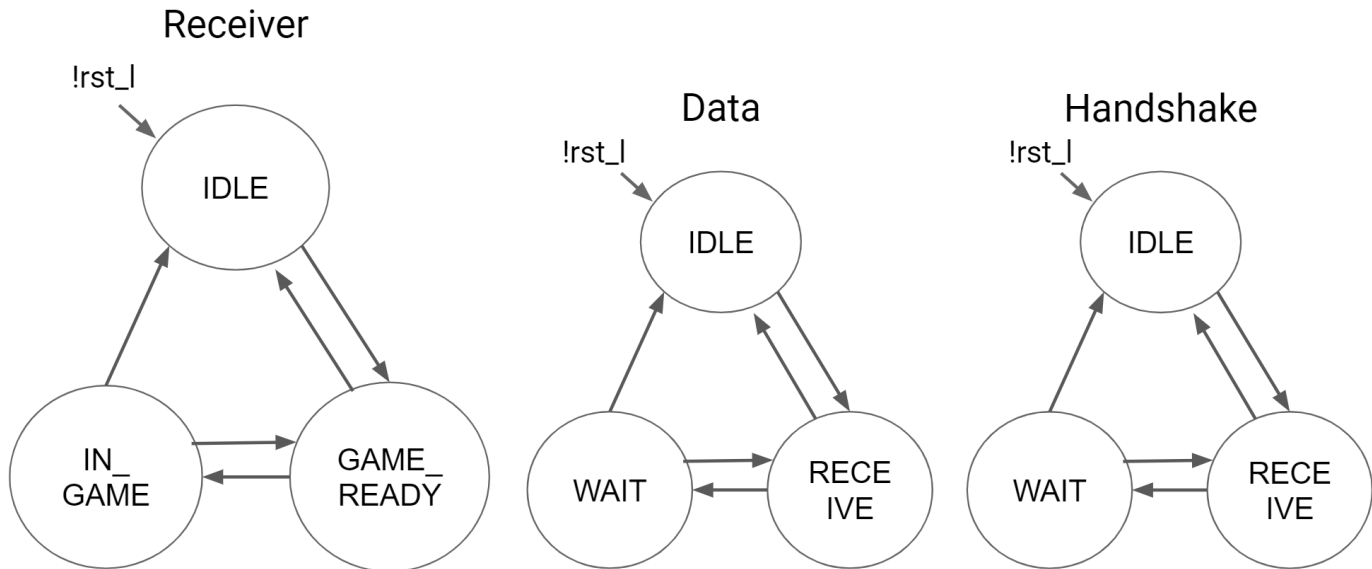 Receiver
!rst_l
IDLE
IN_
GAME
GAME_
READY
Data
!rst_l
IDLE
WAIT
RECE
IVE
Handshake
!rst_l
IDLE
WAIT
RECE
IVE